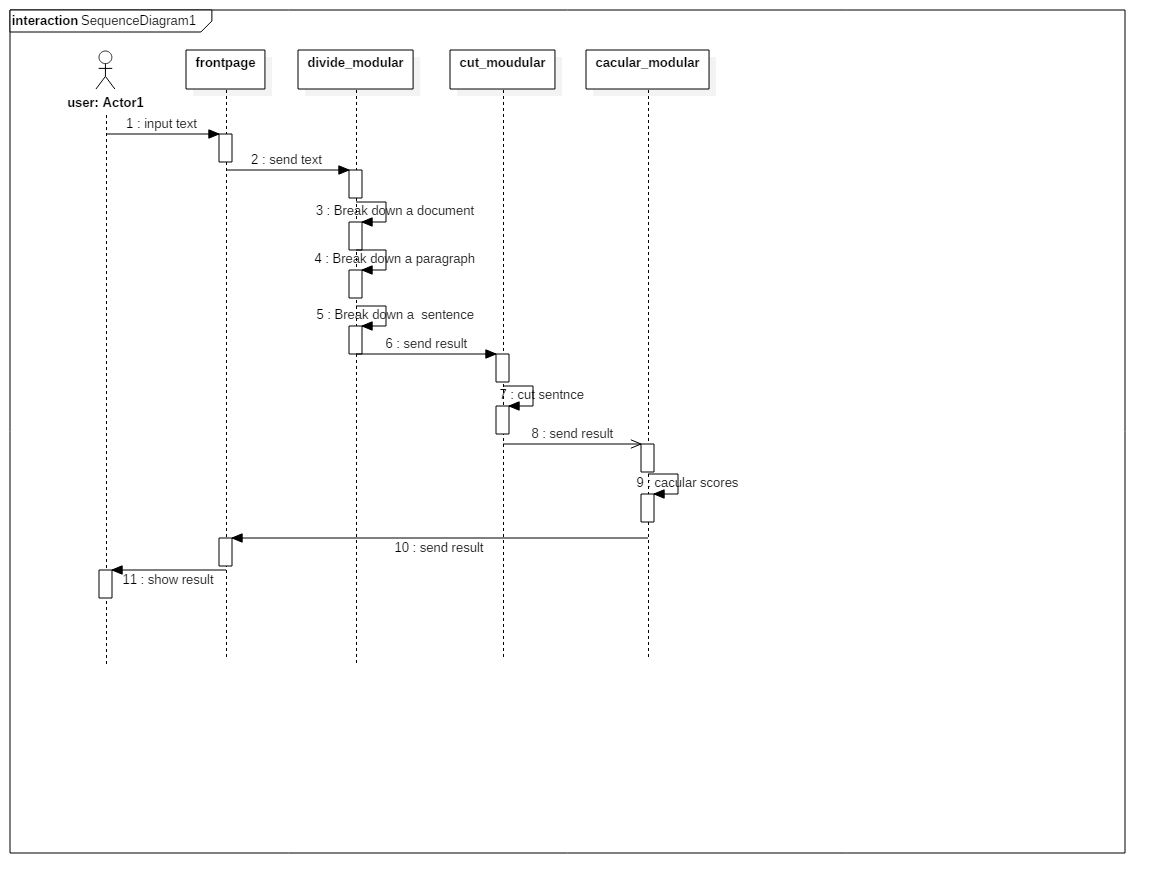 interaction SequenceDiagram1
frontpage
divide_modular
cut_moudular
cacular_modular
user: Actor1
1 : input text
2 : send text
3 : Break down a document
4 : Break down a paragraph
5 : Break down a  sentence
6 : send result
7 : cut sentnce
8 : send result
9 : cacular scores
10 : send result
11 : show result